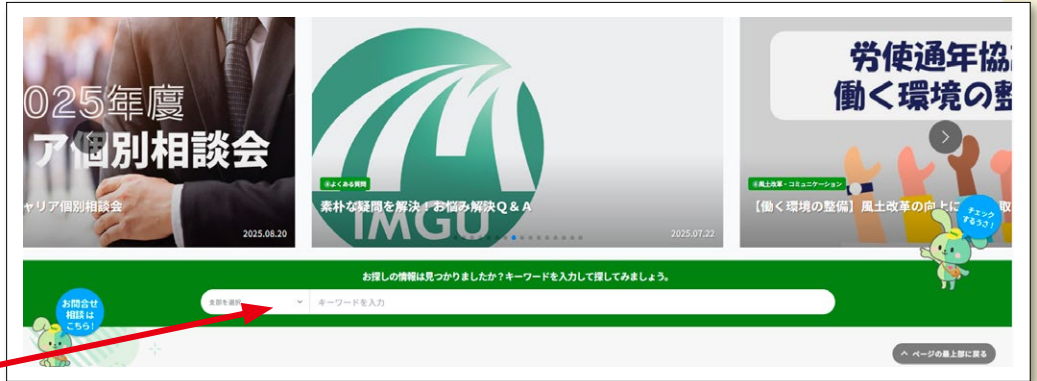 025年度
ア個別相談会
ャリア個別相談会
2025.08.20
IMGU
#よくある質問
素朴な疑問を解決！お悩み解決Q&A
2025.07.22
労使通年協
働く環境の整
#風土改革・コミュニケーション
【働く環境の整備】風土改革の向上に
取
チェック
するうさ！
お探しの情報は見つかりましたか？キーワードを入力して探してみましょう。
支部を選択
キーワードを入力
お問合せ
相談は
こちら！
ページの最上部に戻る